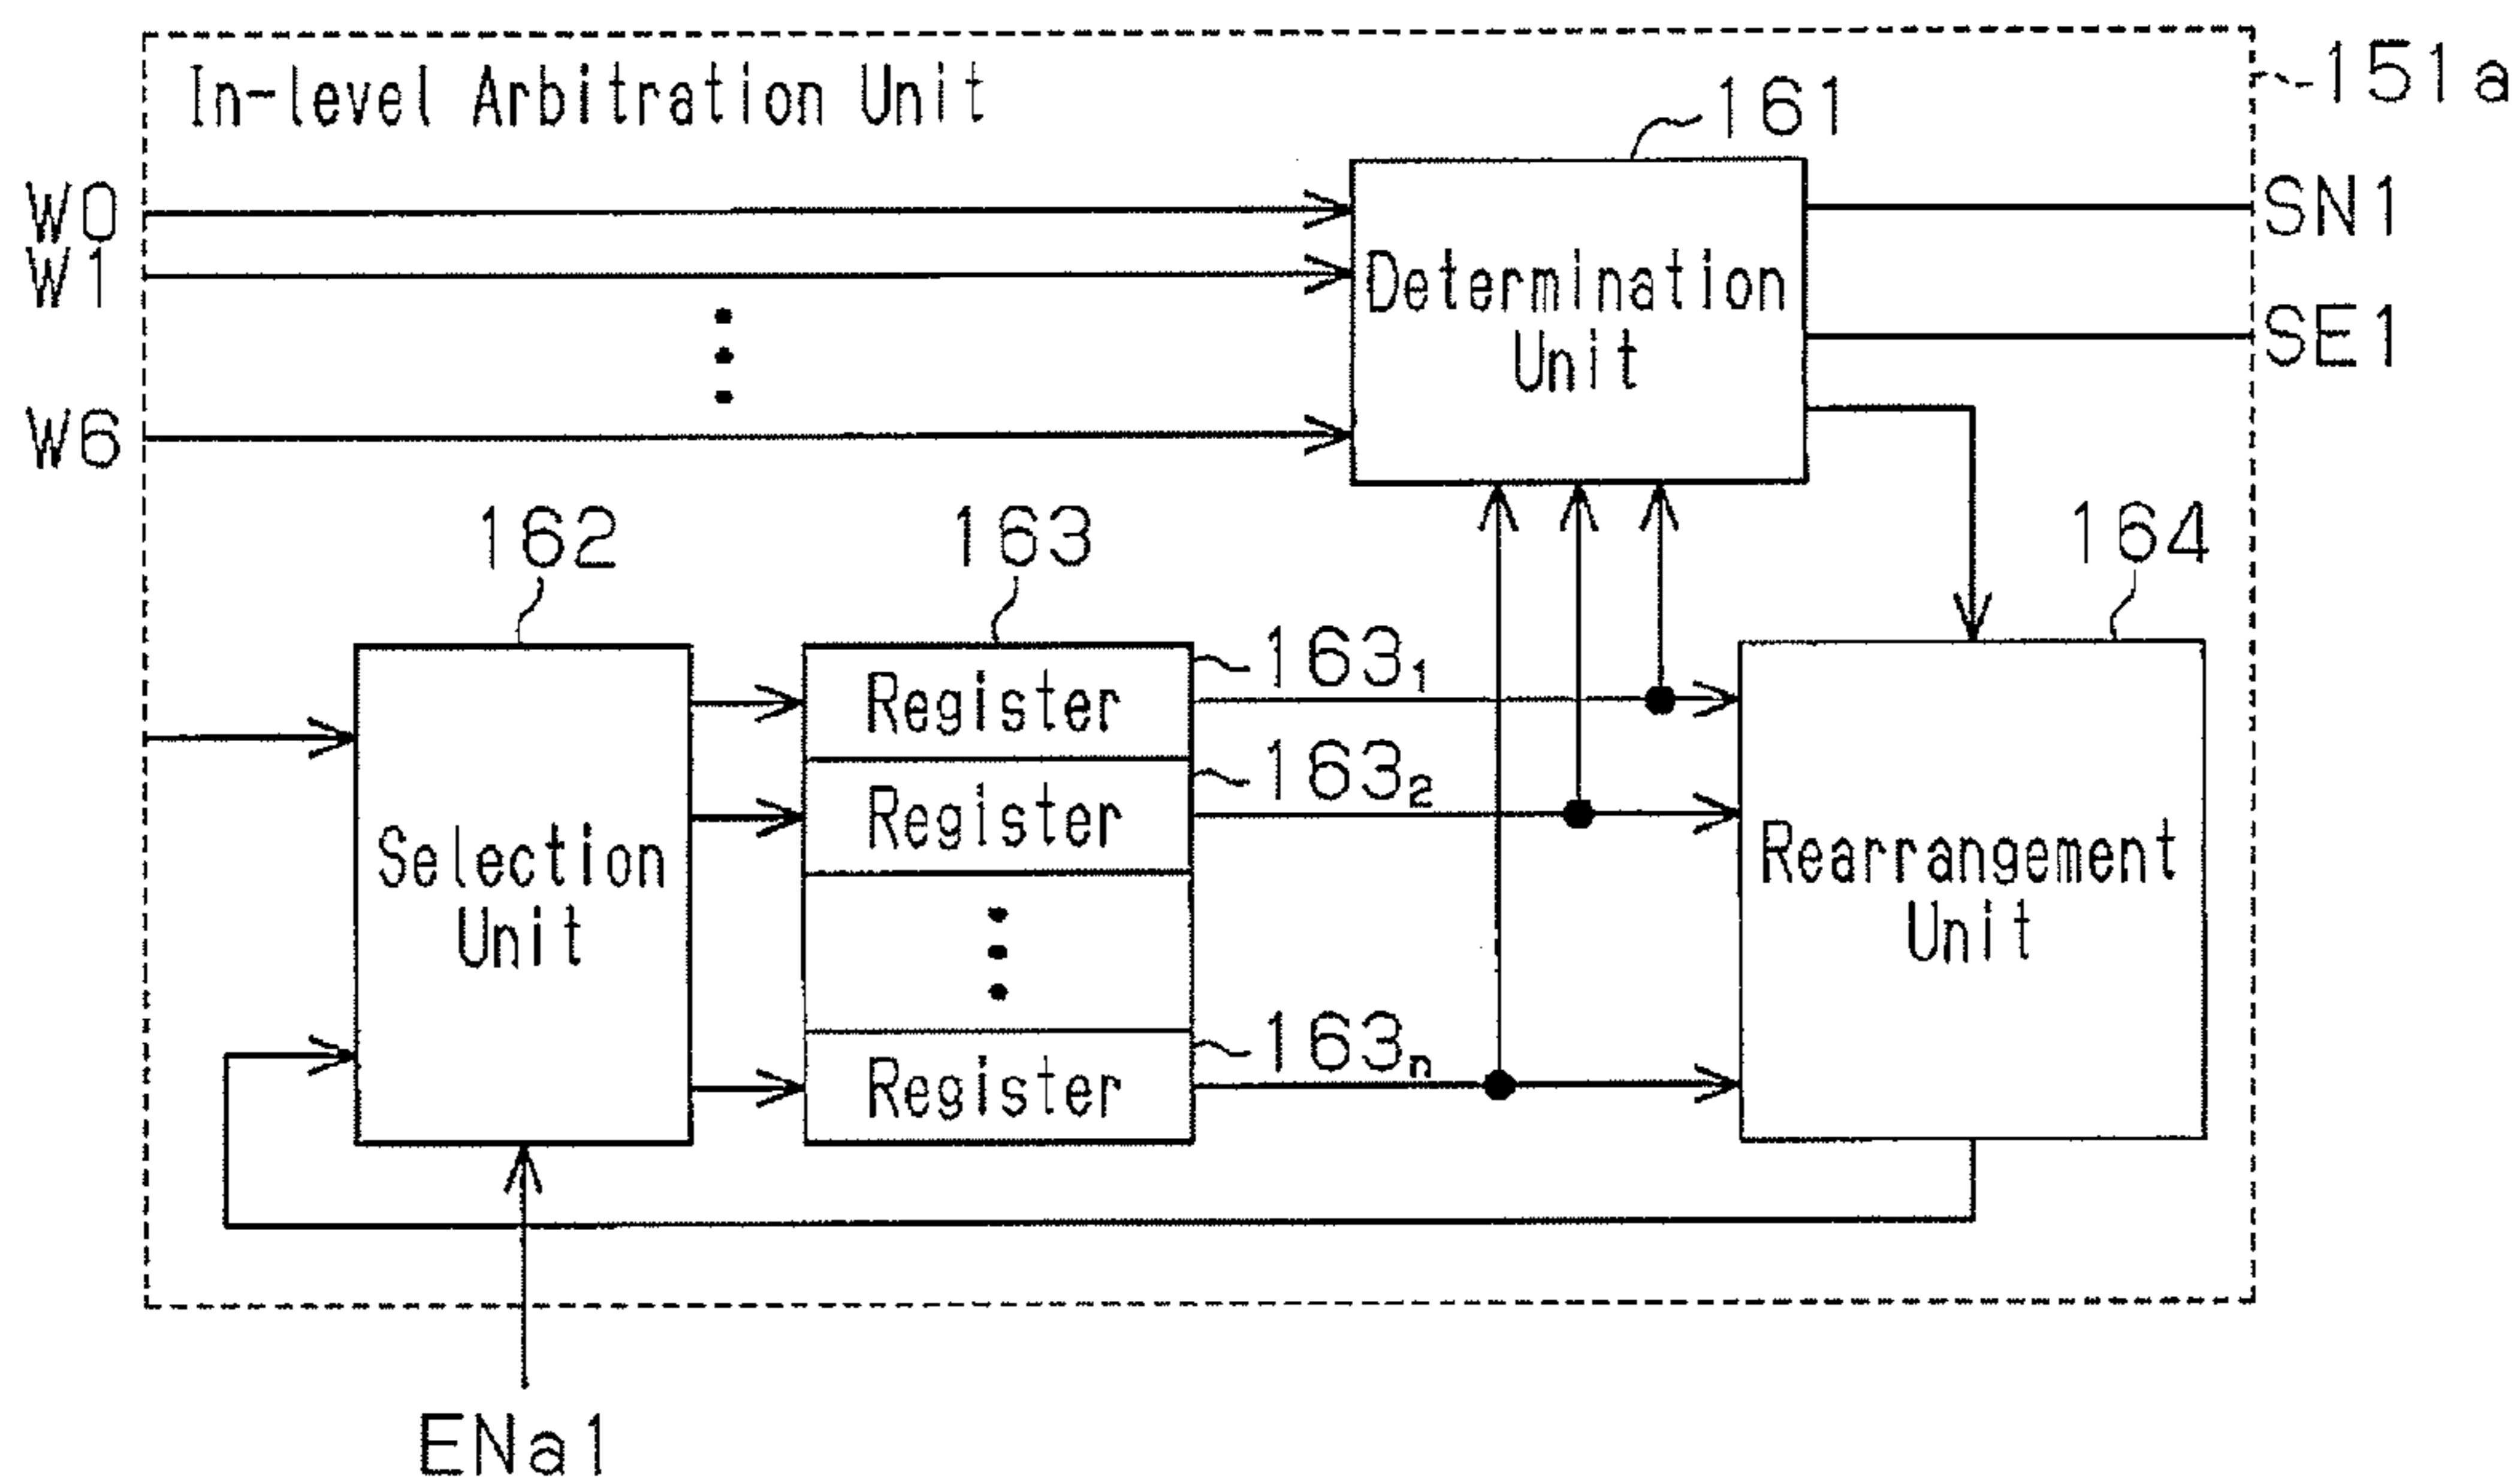 In-level Arbitration Unit
151a
161
W0
W1
W6
Determination
Unit
SN1
SE1
162
163
164
Selection
Unit
Register
Register
Register
163₁
163₂
163ₙ
Rearrangement
Unit
ENa1